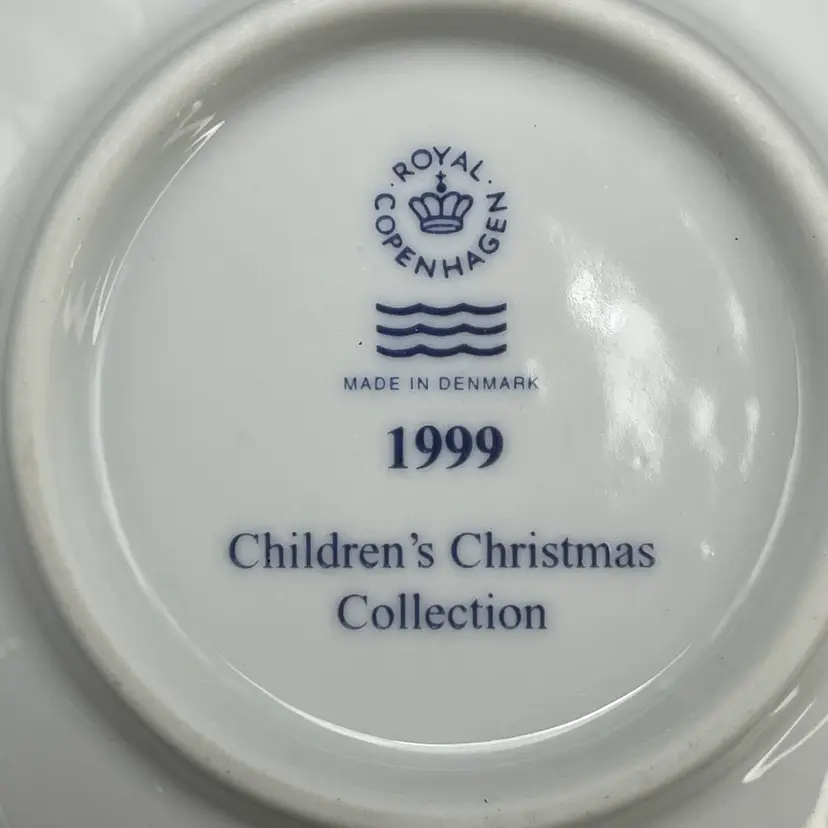 · ROYAL ·
COPENHAGEN
MADE IN DENMARK
1999
Children's Christmas
Collection